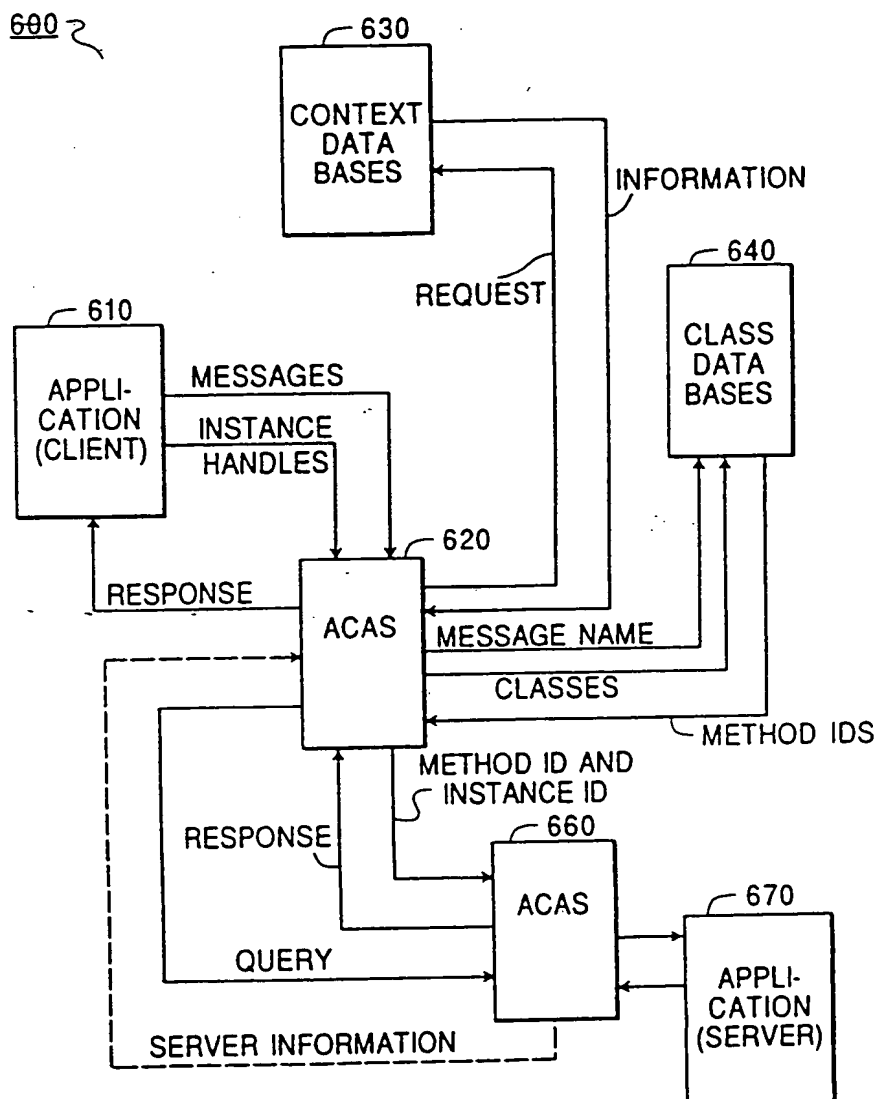 600
630
CONTEXT
DATA
BASES
INFORMATION
REQUEST
640
CLASS
DATA
BASES
610
APPLI-
CATION
(CLIENT)
MESSAGES
INSTANCE
HANDLES
RESPONSE
620
ACAS
MESSAGE NAME
CLASSES
METHOD IDS
METHOD ID AND
INSTANCE ID
RESPONSE
660
ACAS
670
APPLI-
CATION
(SERVER)
QUERY
SERVER INFORMATION